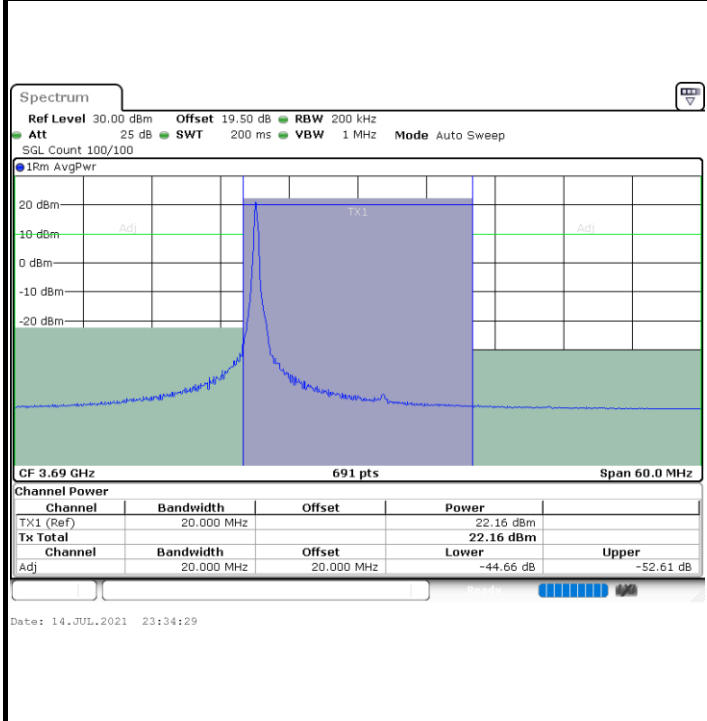 Spectrum
Ref Level 30.00 dBm Offset 19.50 dB RBW 200 kHz
Att 25 dB SWT 200 ms VBW 1 MHz Mode Auto Sweep
SGL Count 100/100
1Rm AvgPwr
20 dBm
TX1
Adj
Adj
10 dBm
0 dBm
-10 dBm
-20 dBm
CF 3.69 GHz 691 pts Span 60.0 MHz
Channel Power
Channel Bandwidth Offset Power
TX1 (Ref) 20.000 MHz 22.16 dBm
Tx Total 22.16 dBm
Channel Bandwidth Offset Lower Upper
Adj 20.000 MHz 20.000 MHz -44.66 dB -52.61 dB
Ready
Date: 14.JUL.2021 23:34:29